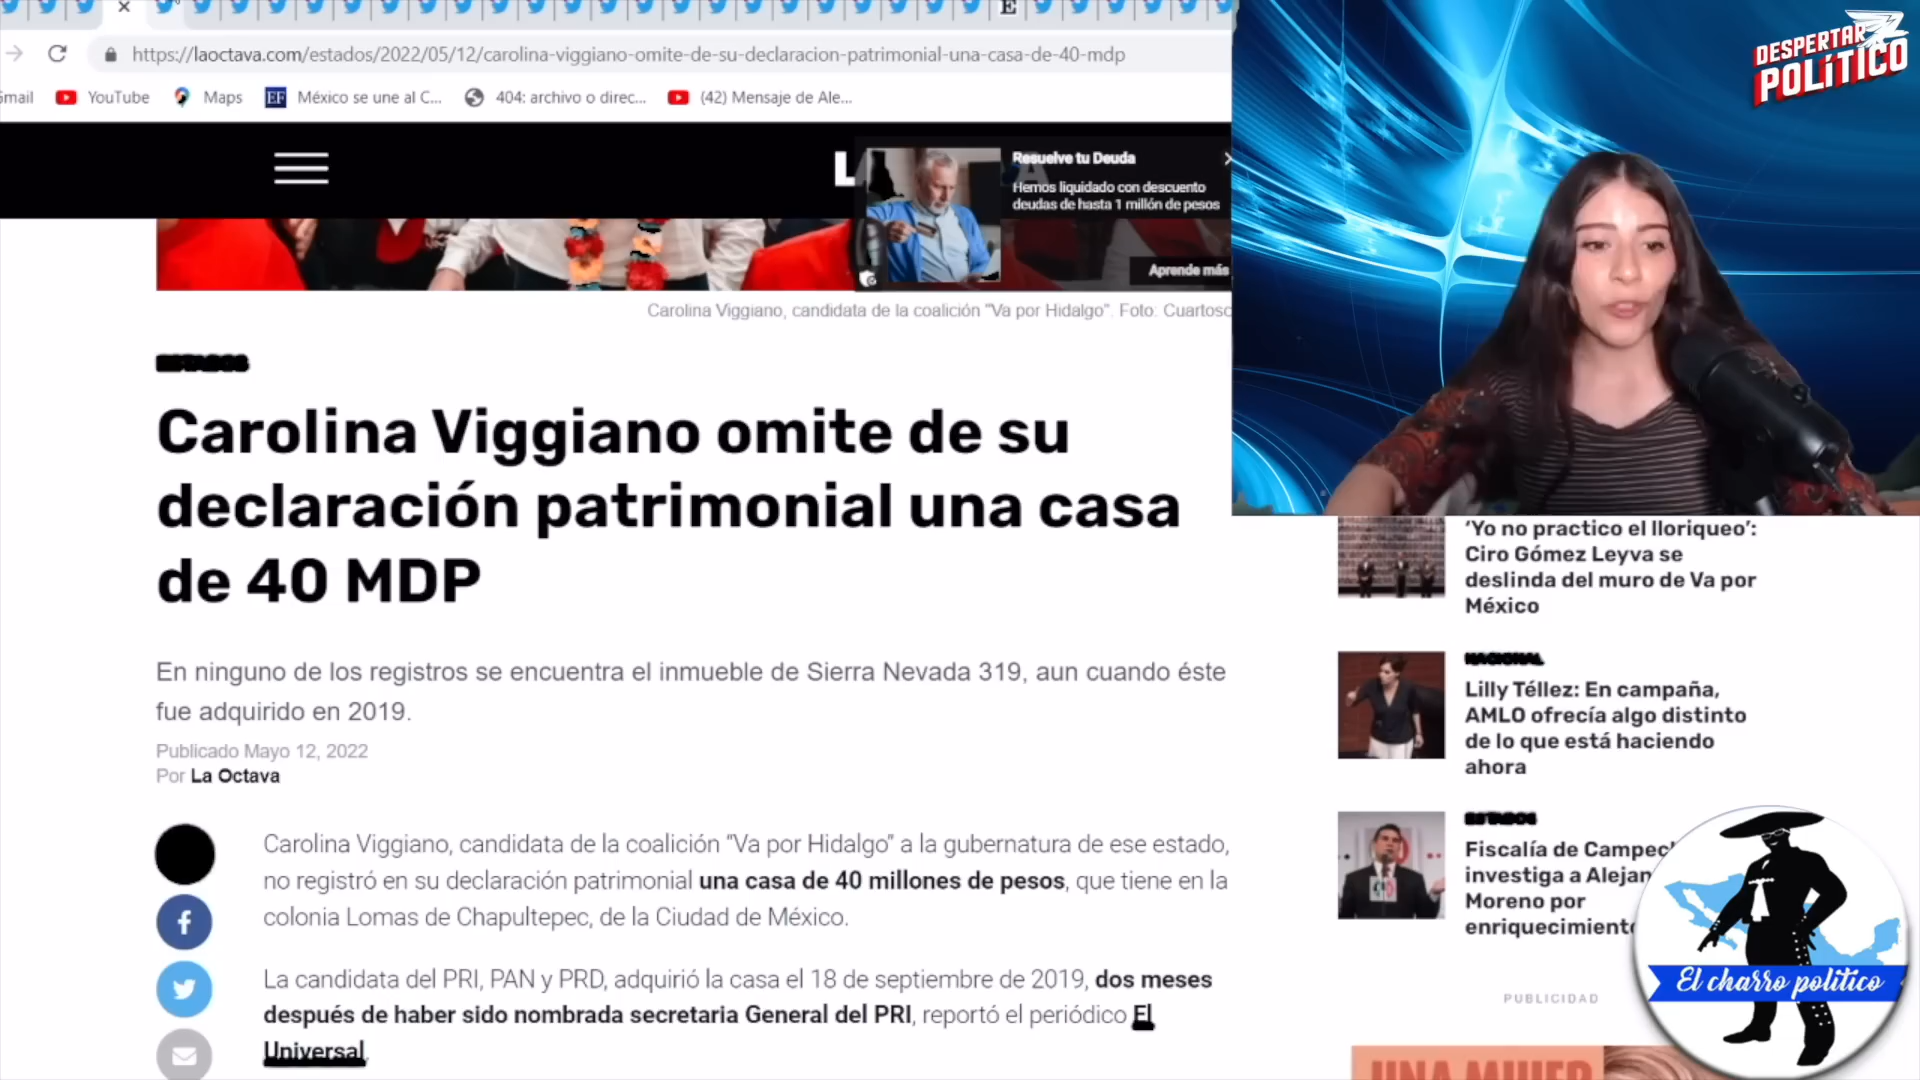 https://laoctava.com/estados/2022/05/12/carolina-viggiano-omite-de-su-declaracion-patrimonial-una-casa-de-40-mdp
Gmail YouTube Maps EF México se une al C... 404: archivo o direc... (42) Mensaje de Ale...
DESPERTAR
POLÍTICO
Resuelve tu Deuda
Hemos liquidado con descuento
deudas de hasta 1 millón de pesos
Aprende más
Carolina Viggiano, candidata de la coalición "Va por Hidalgo". Foto: Cuartosc
ESTADOS
Carolina Viggiano omite de su
declaración patrimonial una casa
de 40 MDP
En ninguno de los registros se encuentra el inmueble de Sierra Nevada 319, aun cuando éste
fue adquirido en 2019.
Publicado Mayo 12, 2022
Por La Octava
Carolina Viggiano, candidata de la coalición "Va por Hidalgo" a la gubernatura de ese estado,
no registró en su declaración patrimonial una casa de 40 millones de pesos, que tiene en la
colonia Lomas de Chapultepec, de la Ciudad de México.
La candidata del PRI, PAN y PRD, adquirió la casa el 18 de septiembre de 2019, dos meses
después de haber sido nombrada secretaria General del PRI, reportó el periódico El
Universal.
'Yo no practico el lloriqueo':
Ciro Gómez Leyva se
deslinda del muro de Va por
México
NACIONAL
Lilly Téllez: En campaña,
AMLO ofrecía algo distinto
de lo que está haciendo
ahora
ESTADOS
Fiscalía de Campec
investiga a Alejan
Moreno por
enriquecimiento
El charro político
PUBLICIDAD
UNA MUJER